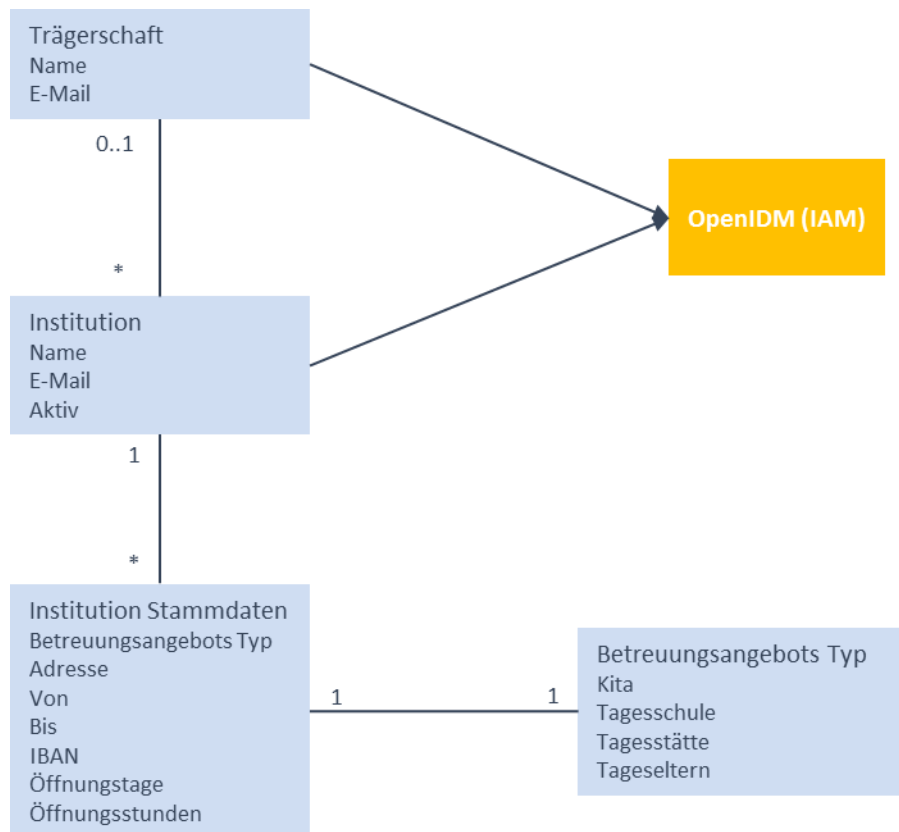 Trägerschaft
Name
E-Mail
0..1
OpenIDM (IAM)
*
Institution
Name
E-Mail
Aktiv
1
*
Institution Stammdaten
Betreuungsangebots Typ
Adresse
Von
Bis
IBAN
Öffnungstage
Öffnungsstunden
1
1
Betreuungsangebots Typ
Kita
Tagesschule
Tagesstätte
Tageseltern